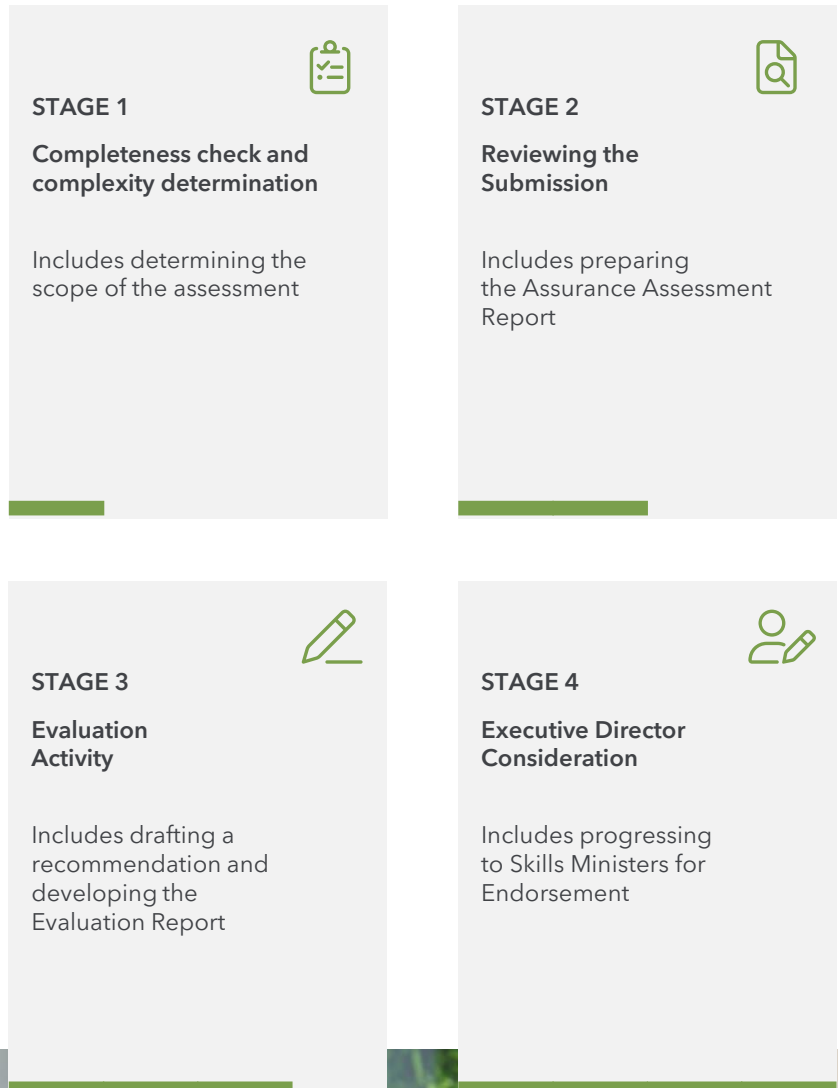 STAGE 1
Completeness check and
complexity determination
Includes determining the
scope of the assessment
STAGE 2
Reviewing the
Submission
Includes preparing
the Assurance Assessment
Report
STAGE 3
Evaluation
Activity
Includes drafting a
recommendation and
developing the
Evaluation Report
STAGE 4
Executive Director
Consideration
Includes progressing
to Skills Ministers for
Endorsement